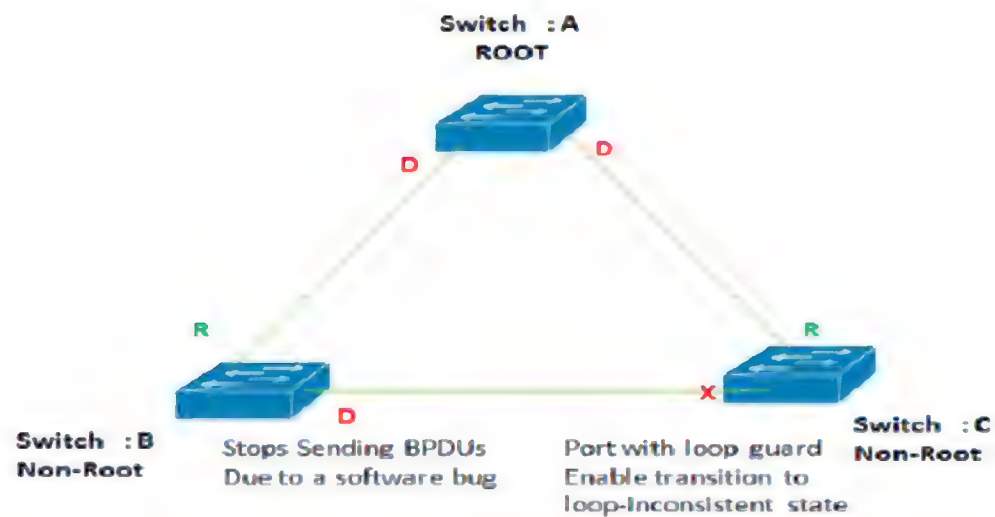 Switch : A
ROOT
D
D
R
R
X
D
Switch : B
Non-Root
Stops Sending BPDUs
Due to a software bug
Port with loop guard
Enable transition to
loop-Inconsistent state
Switch : C
Non-Root